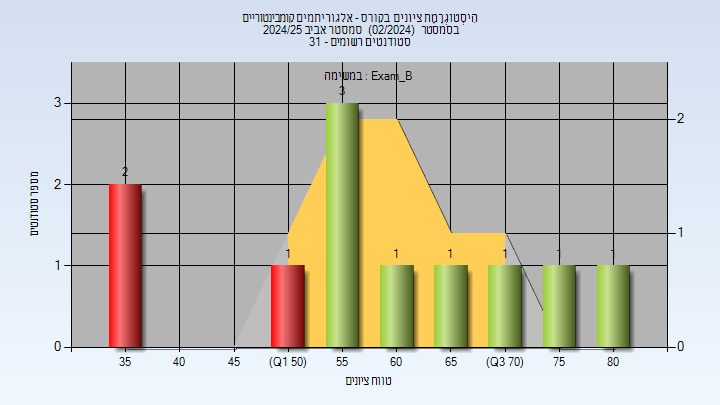 היסטוגרמת ציונים בקורס - אלגוריתמים קומבינטוריים
בסמסטר (02/2024) סמסטר אביב 2024/25
סטודנטים רשומים - 31
במשימה : Exam_B
מספר סטודנטים
3
2
1
0
2
1
0
2
1
3
1
1
1
1
1
35
40
45
(Q1 50)
55
60
65
(Q3 70)
75
80
טווח ציונים